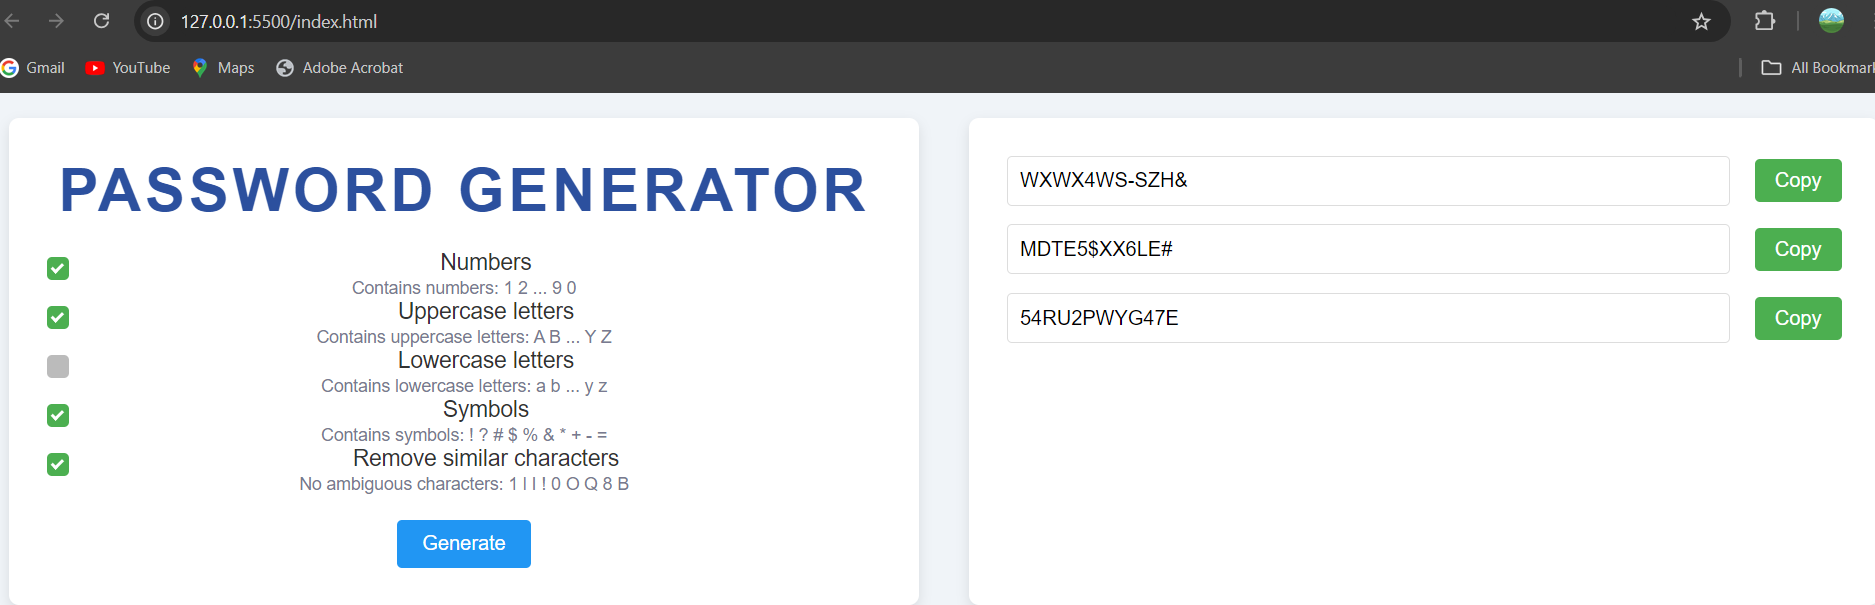 127.0.0.1:5500/index.html
Gmail YouTube Maps Adobe Acrobat All Bookmar
PASSWORD GENERATOR
Numbers
Contains numbers: 1 2 ... 9 0
Uppercase letters
Contains uppercase letters: A B ... Y Z
Lowercase letters
Contains lowercase letters: a b ... y z
Symbols
Contains symbols: ! ? # $ % & * + - =
Remove similar characters
No ambiguous characters: 1 l I ! 0 O Q 8 B
Generate
WXWX4WS-SZH& Copy
MDTE5$XX6LE# Copy
54RU2PWYG47E Copy